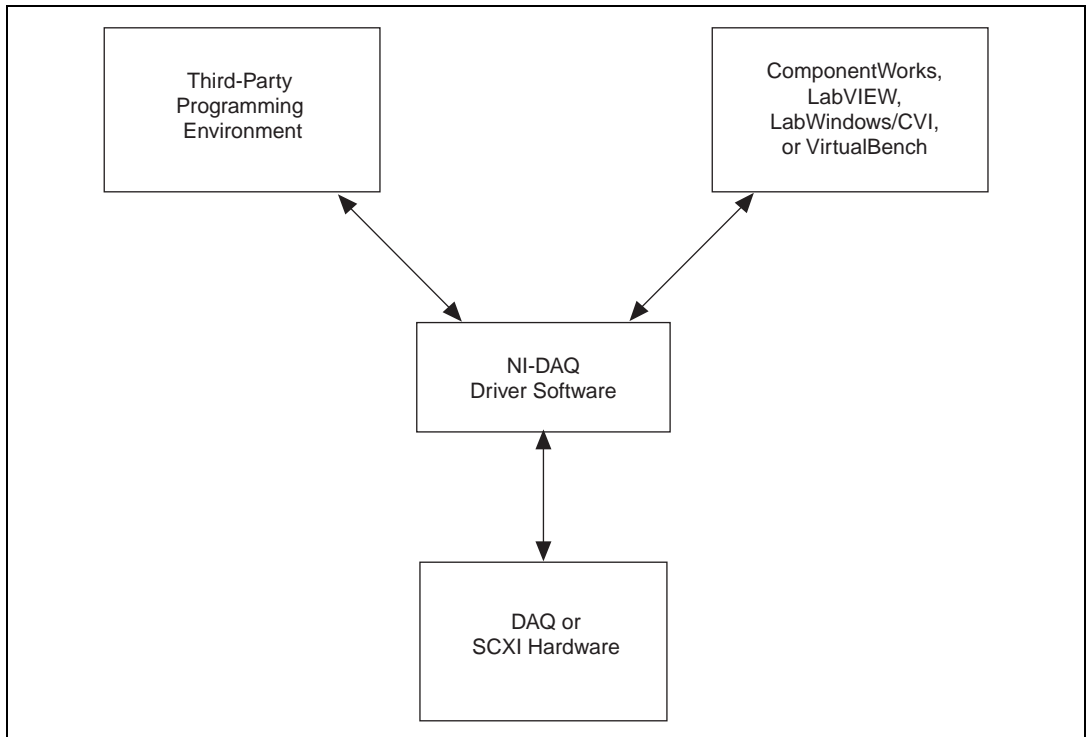 Third-Party
Programming
Environment
ComponentWorks,
LabVIEW,
LabWindows/CVI,
or VirtualBench
NI-DAQ
Driver Software
DAQ or
SCXI Hardware